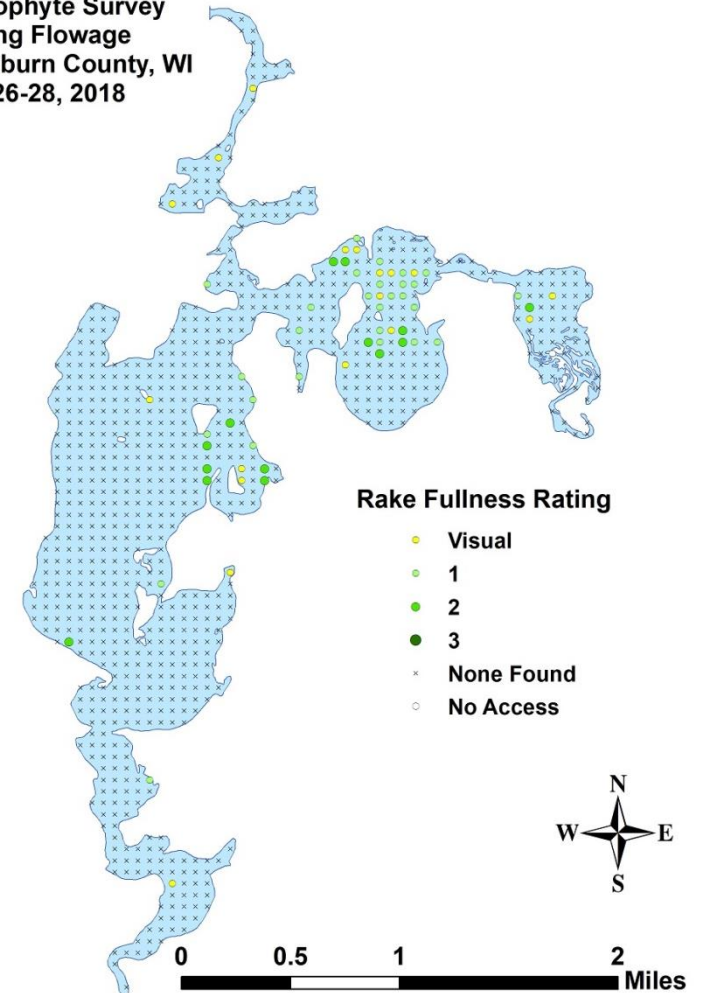 ophyte Survey
ng Flowage
burn County, WI
26-28, 2018
Rake Fullness Rating
Visual
1
2
3
None Found
No Access
N
W E
S
0 0.5 1 2
Miles